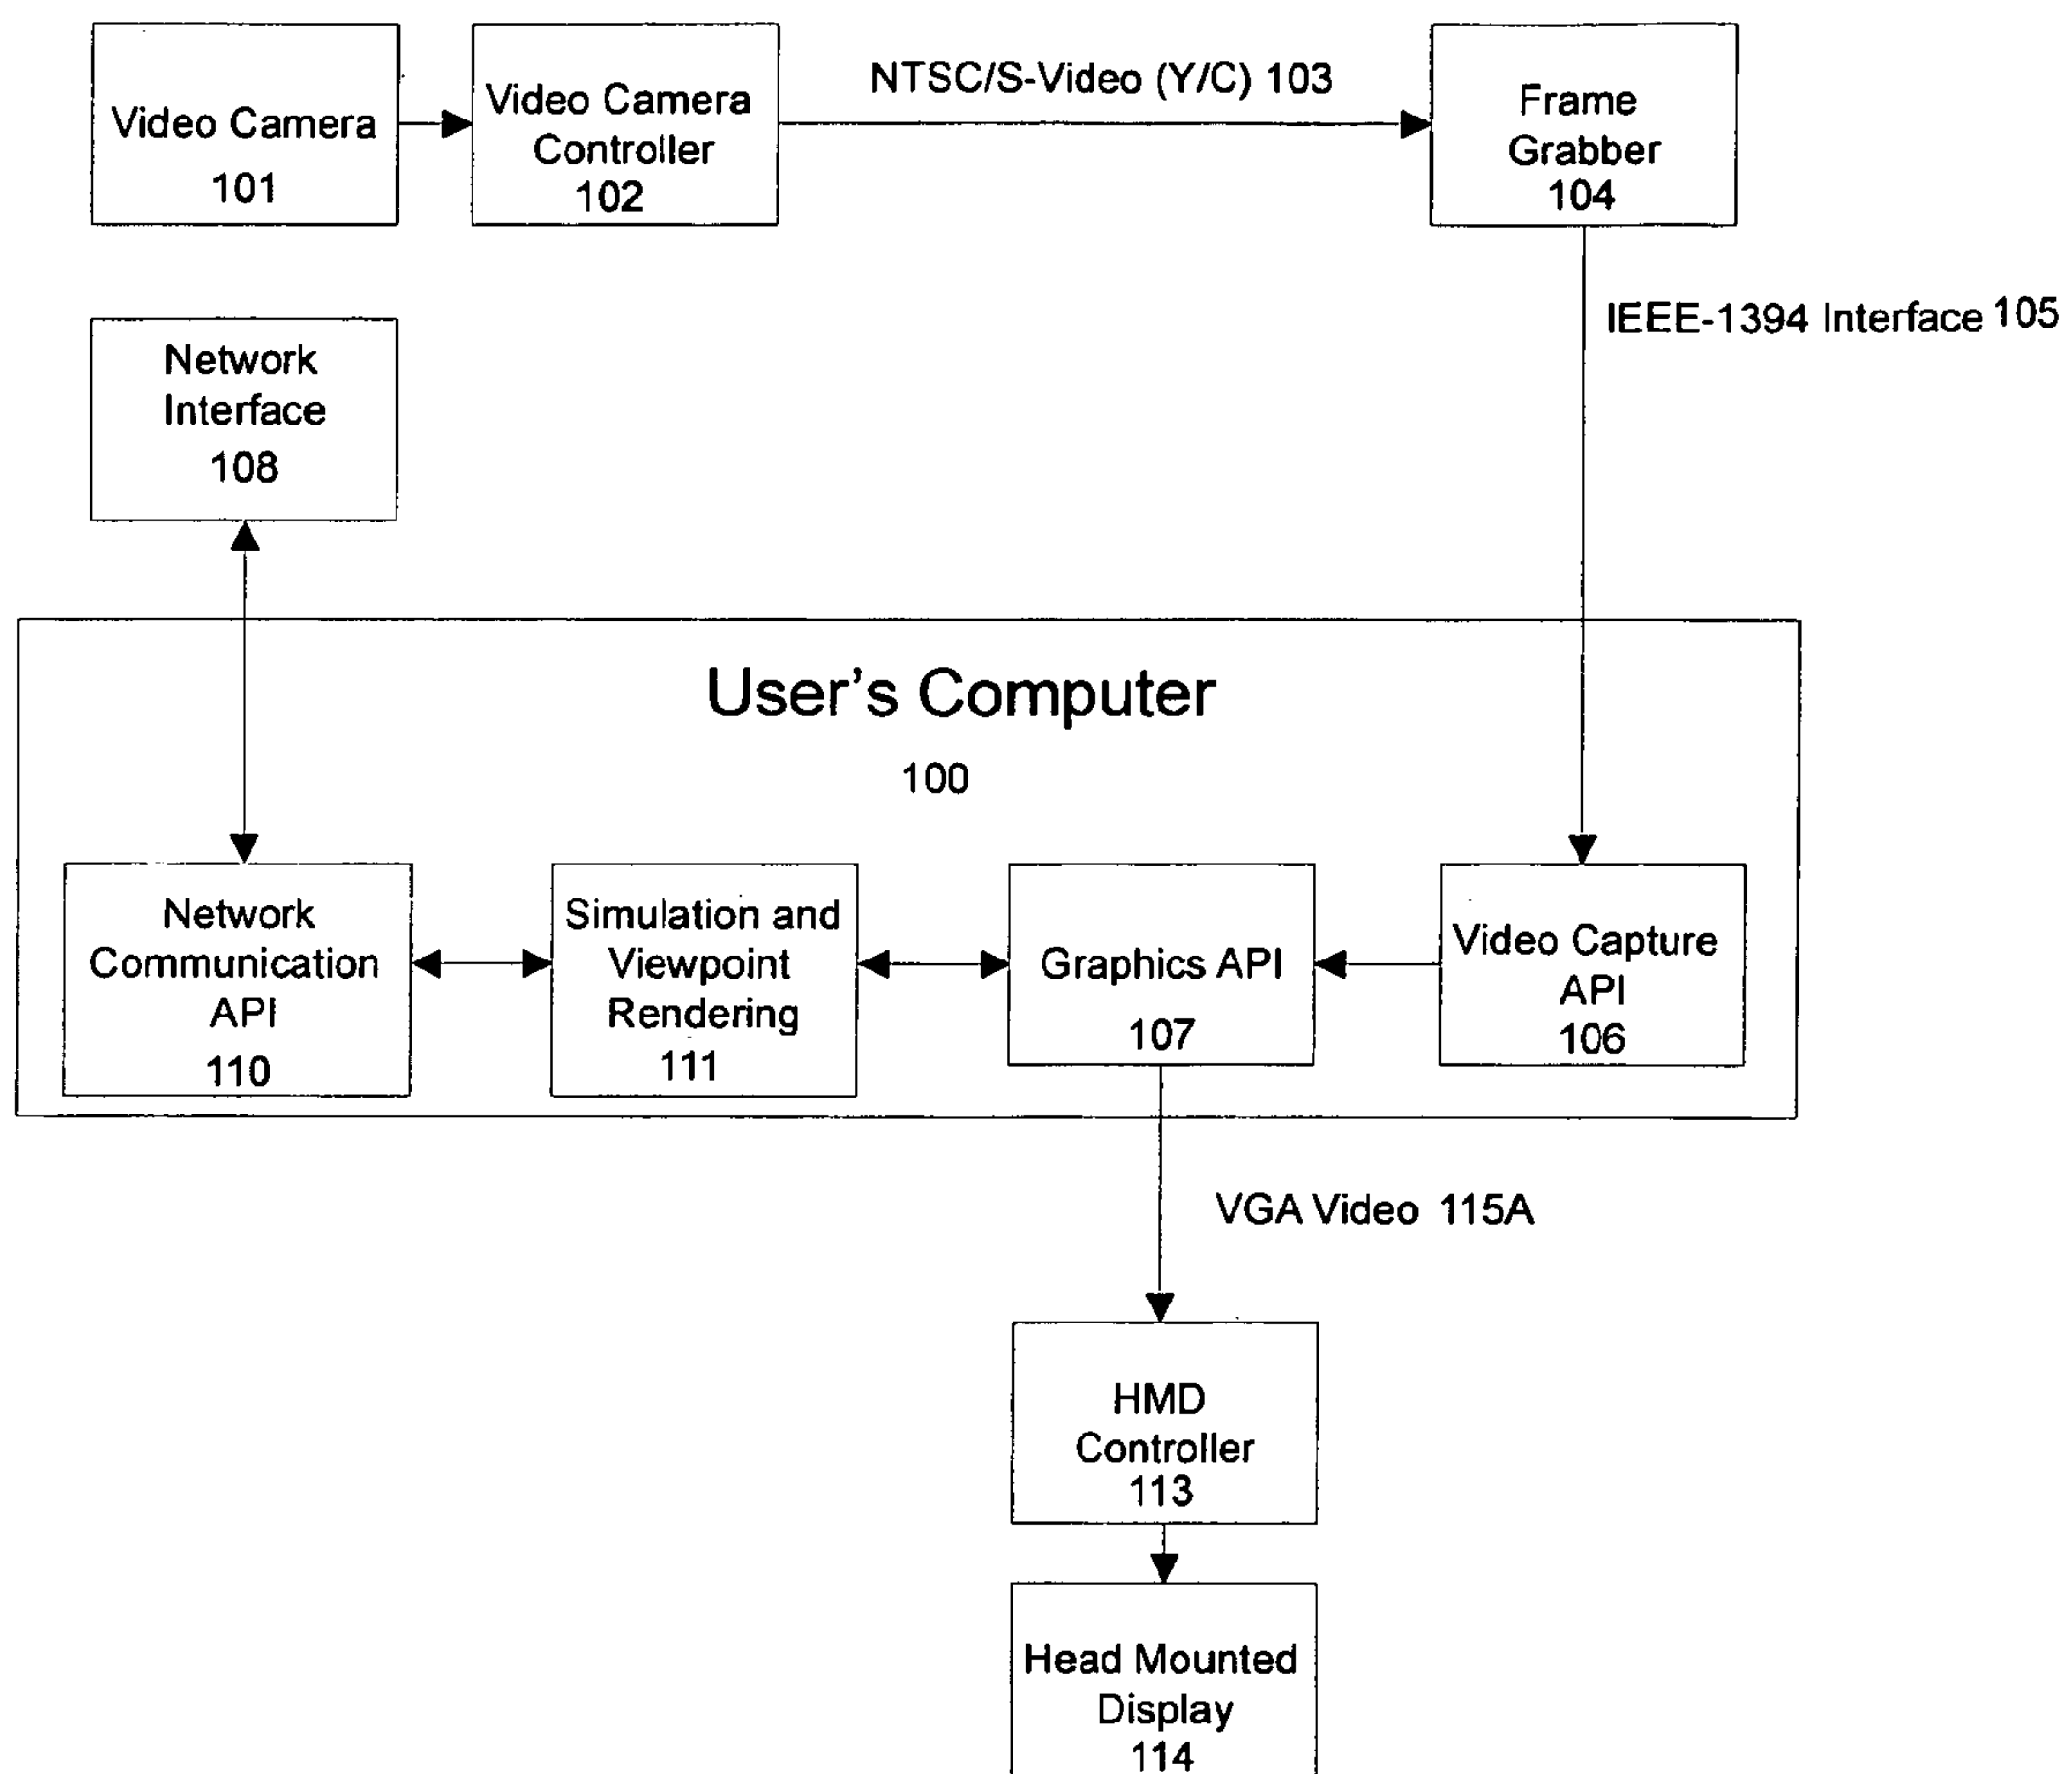 Video Camera
101
Video Camera
Controller
102
NTSC/S-Video (Y/C) 103
Frame
Grabber
104
IEEE-1394 Interface 105
Network
Interface
108
User's Computer
100
Network
Communication
API
110
Simulation and
Viewpoint
Rendering
111
Graphics API
107
Video Capture
API
106
VGA Video 115A
HMD
Controller
113
Head Mounted
Display
114